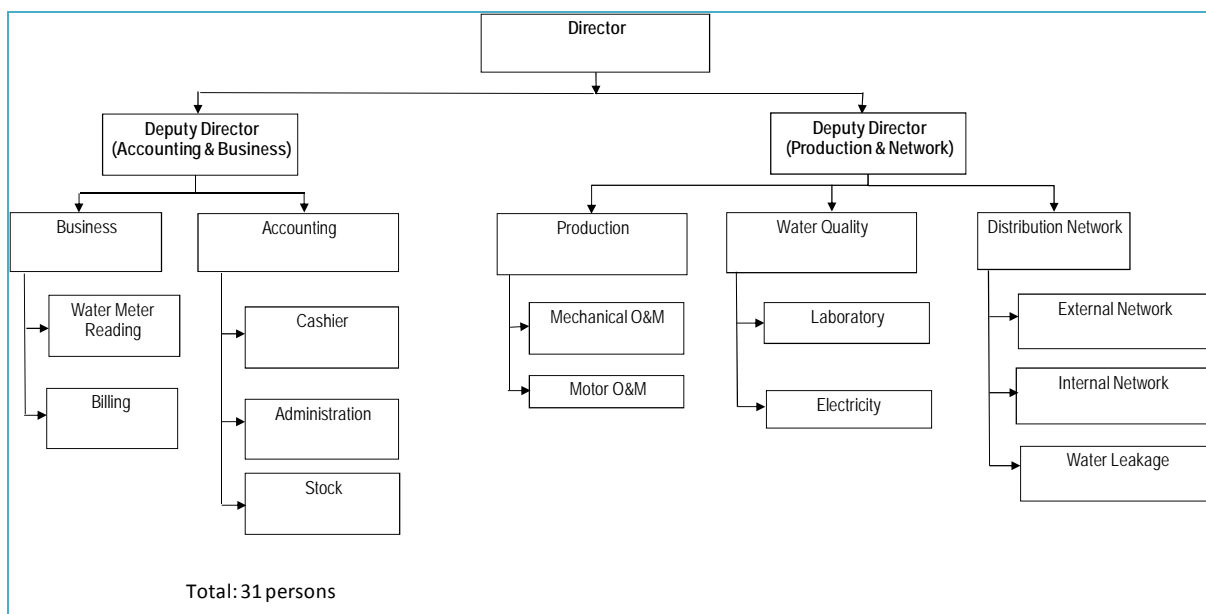 Director
Deputy Director
(Accounting & Business)
Deputy Director
(Production & Network)
Business
Accounting
Production
Water Quality
Distribution Network
Water Meter
Reading
Cashier
Mechanical O&M
Laboratory
External Network
Billing
Administration
Motor O&M
Electricity
Internal Network
Stock
Water Leakage
Total: 31 persons